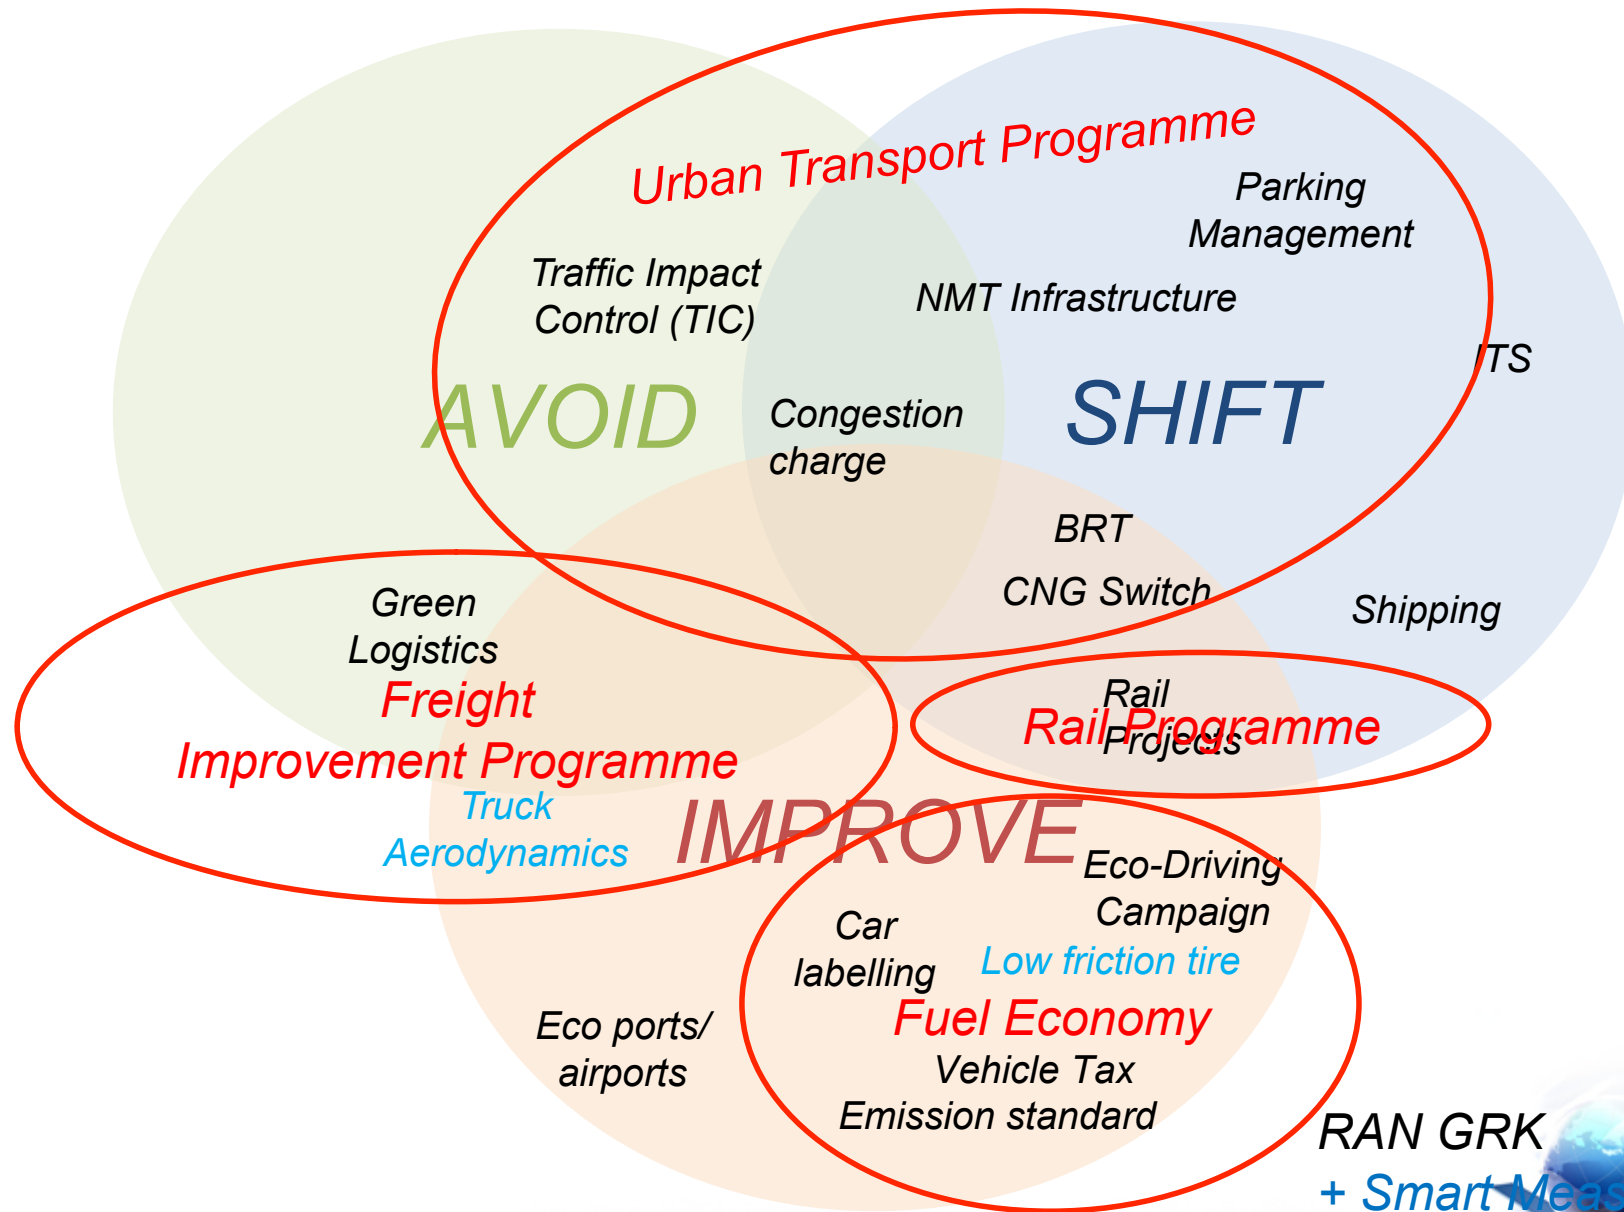 Urban Transport Programme
Parking
Management
Traffic Impact
Control (TIC)
NMT Infrastructure
ITS
AVOID
SHIFT
Congestion
charge
BRT
CNG Switch
Shipping
Green
Logistics
Freight
Improvement Programme
Truck
Aerodynamics
Rail
Projects
Rail Programme
IMPROVE
Eco-Driving
Campaign
Car
labelling
Low friction tire
Fuel Economy
Eco ports/
airports
Vehicle Tax
Emission standard
RAN GRK
+ Smart Meas